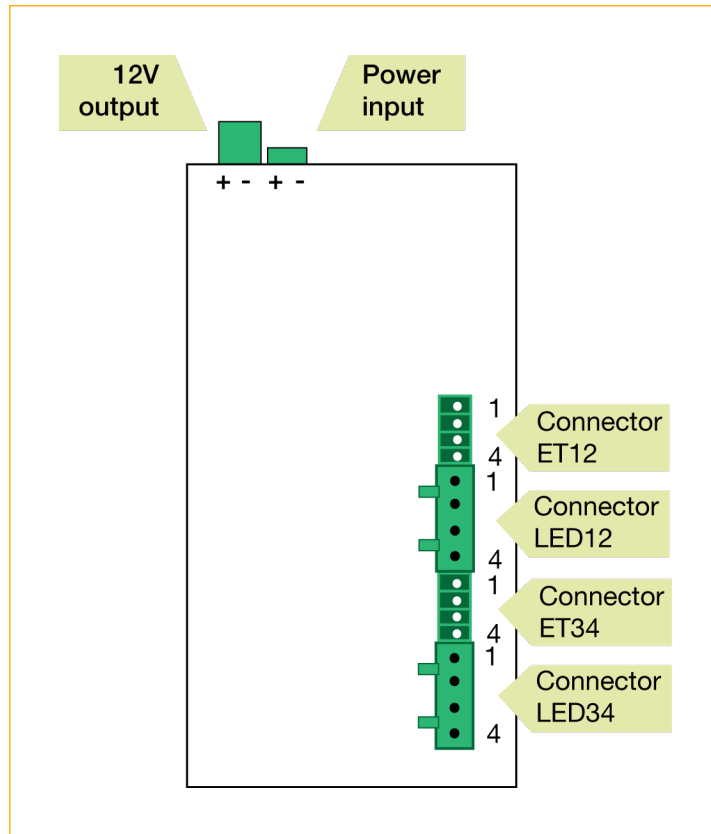 12V
output
Power
input
+ - + -
1
Connector
ET12
4
1
Connector
LED12
4
1
Connector
ET34
4
1
Connector
LED34
4